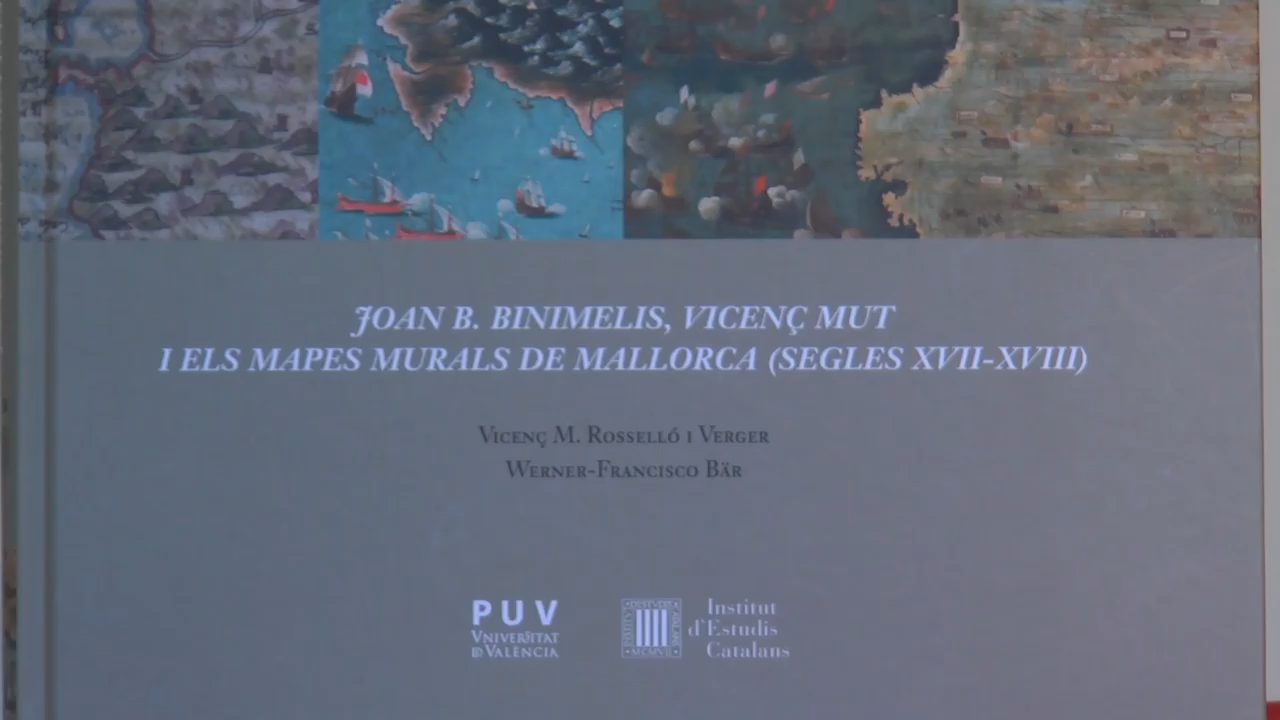 JOAN B. BINIMELIS, VICENÇ MUT
I ELS MAPES MURALS DE MALLORCA (SEGLES XVII-XVIII)
VICENÇ M. ROSSELLÓ I VERGER
WERNER-FRANCISCO BÄR
PUV
VNIVERSITAT
ID VALÈNCIA
Institut
d'Estudis
Catalans